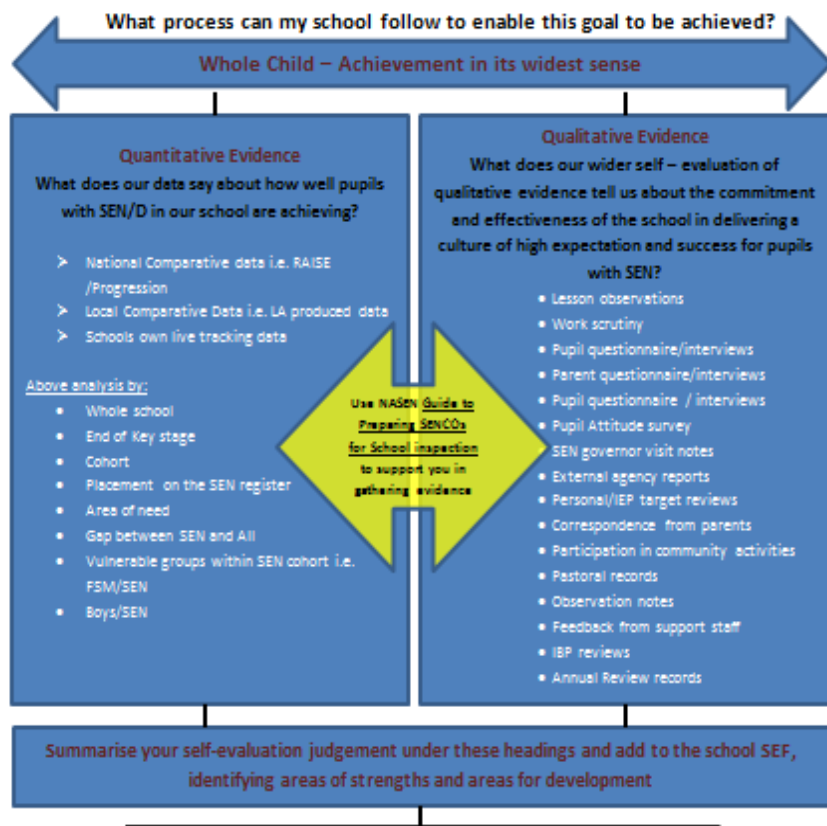 What process can my school follow to enable this goal to be achieved?
Whole Child – Achievement in its widest sense
Quantitative Evidence
What does our data say about how well pupils
with SEN/D in our school are achieving?
➤ National Comparative data i.e. RAISE
/Progression
➤ Local Comparative Data i.e. LA produced data
➤ Schools own live tracking data
Above analysis by:
• Whole school
• End of Key stage
• Cohort
• Placement on the SEN register
• Area of need
• Gap between SEN and All
• Vulnerable groups within SEN cohort i.e.
FSM/SEN
• Boys/SEN
Use NASEN Guide to
Preparing SENCOs
for School inspection
to support you in
gathering evidence
Qualitative Evidence
What does our wider self – evaluation of
qualitative evidence tell us about the commitment
and effectiveness of the school in delivering a
culture of high expectation and success for pupils
with SEN?
• Lesson observations
• Work scrutiny
• Pupil questionnaire/interviews
• Parent questionnaire/interviews
• Pupil questionnaire / interviews
• Pupil Attitude survey
• SEN governor visit notes
• External agency reports
• Personal/IEP target reviews
• Correspondence from parents
• Participation in community activities
• Pastoral records
• Observation notes
• Feedback from support staff
• IBP reviews
• Annual Review records
Summarise your self-evaluation judgement under these headings and add to the school SEF,
identifying areas of strengths and areas for development